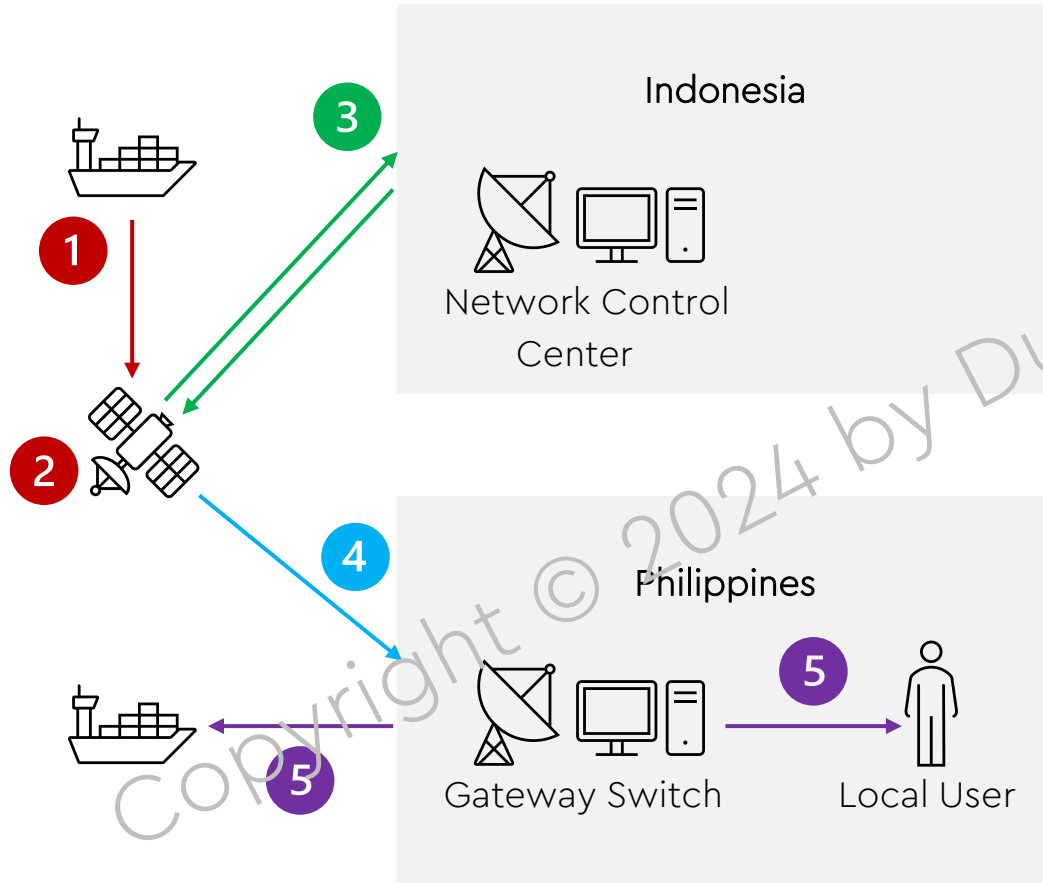 Indonesia
3
1
Network Control
Center
2
4
Philippines
5
Gateway Switch
Local User
5
Copyright © 2024 by